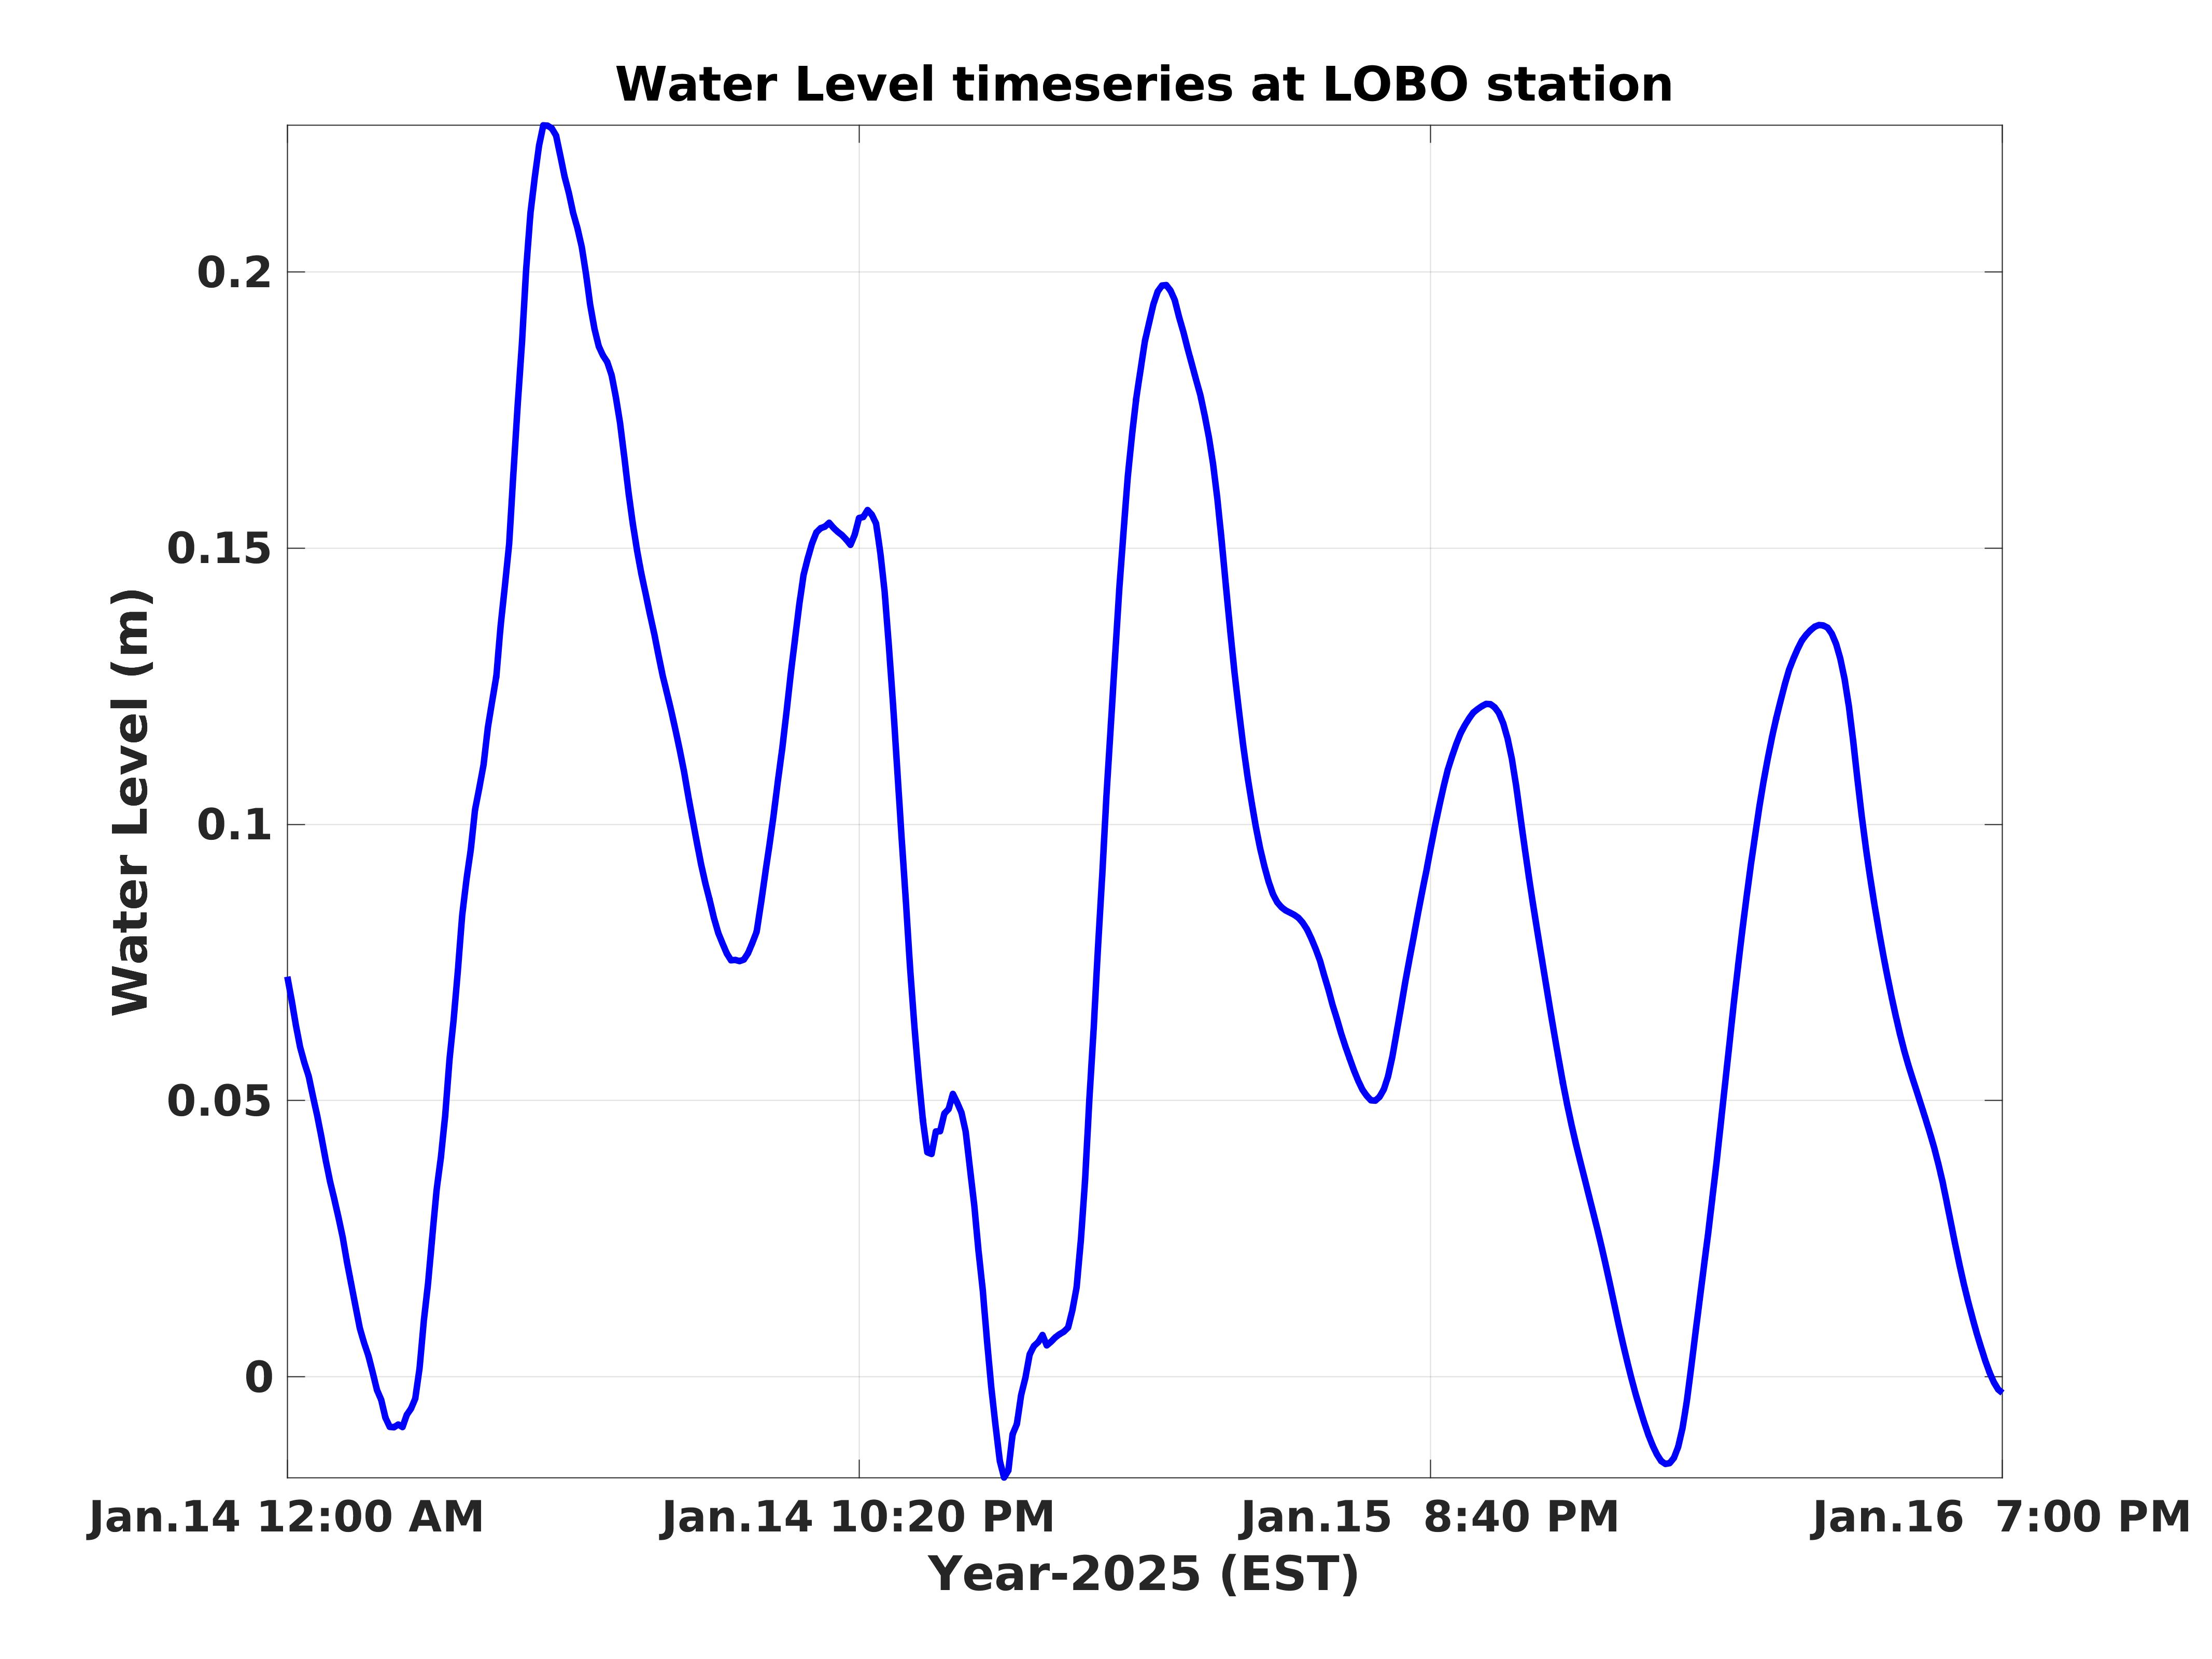 Water Level timeseries at LOBO station
Water Level (m)
0.2
0.15
0.1
0.05
0
Jan.14 12:00 AM
Jan.14 10:20 PM
Jan.15  8:40 PM
Jan.16  7:00 PM
Year-2025 (EST)